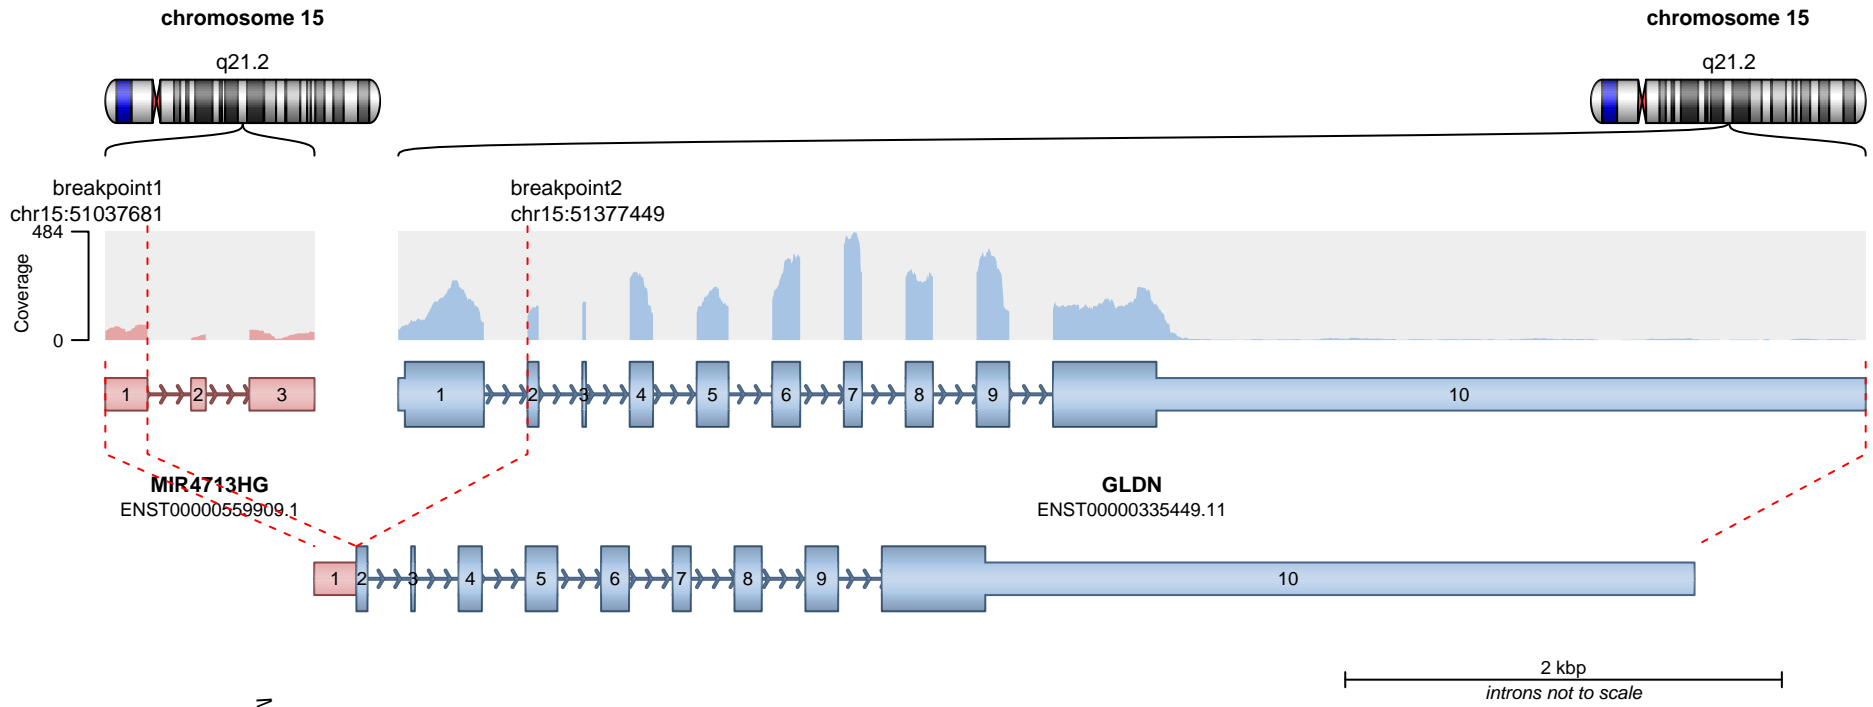 chromosome 15
chromosome 15
q21.2
q21.2
breakpoint1
chr15:51037681
breakpoint2
chr15:51377449
484
Coverage
0
1 2 3
1 2 3 4 5 6 7 8 9 10
MIR4713HG
ENST00000559909.1
GLDN
ENST00000335449.11
1 2 3 4 5 6 7 8 9 10
2 kbp
introns not to scale